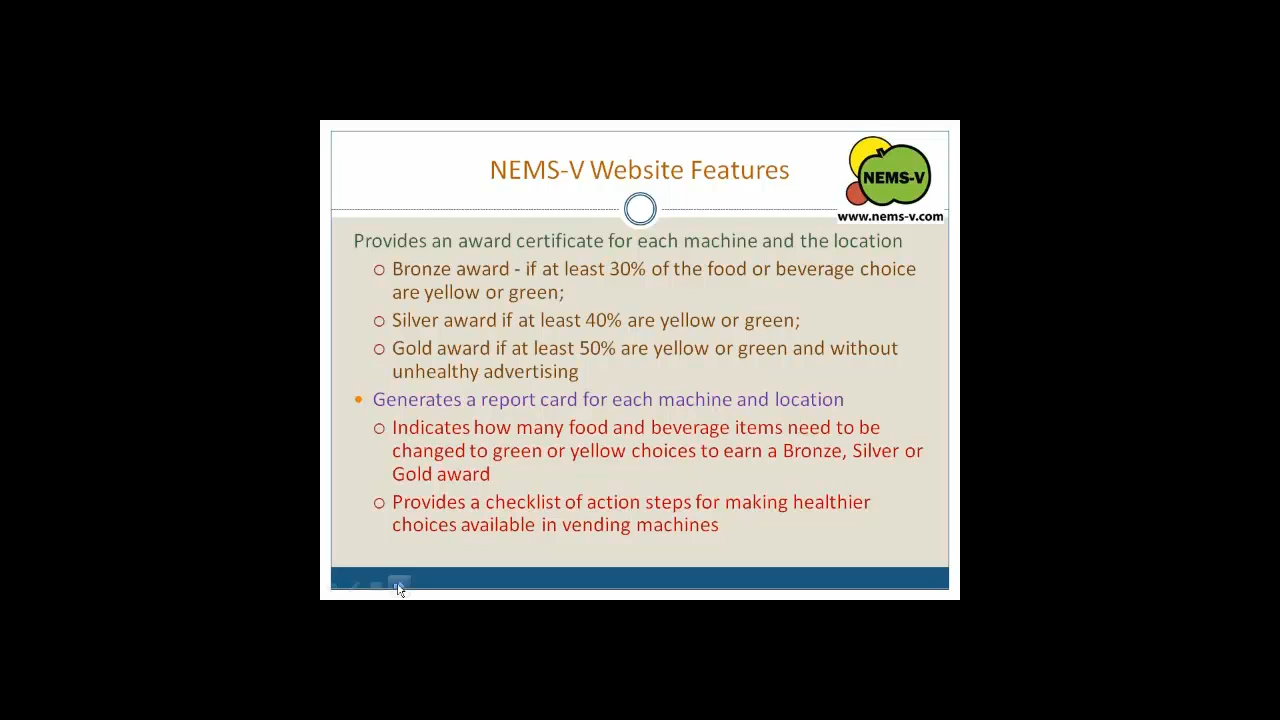 NEMS-V Website Features
NEMS-V
www.nems-v.com
Provides an award certificate for each machine and the location
Bronze award - if at least 30% of the food or beverage choice
are yellow or green;
Silver award if at least 40% are yellow or green;
Gold award if at least 50% are yellow or green and without
unhealthy advertising
Generates a report card for each machine and location
Indicates how many food and beverage items need to be
changed to green or yellow choices to earn a Bronze, Silver or
Gold award
Provides a checklist of action steps for making healthier
choices available in vending machines